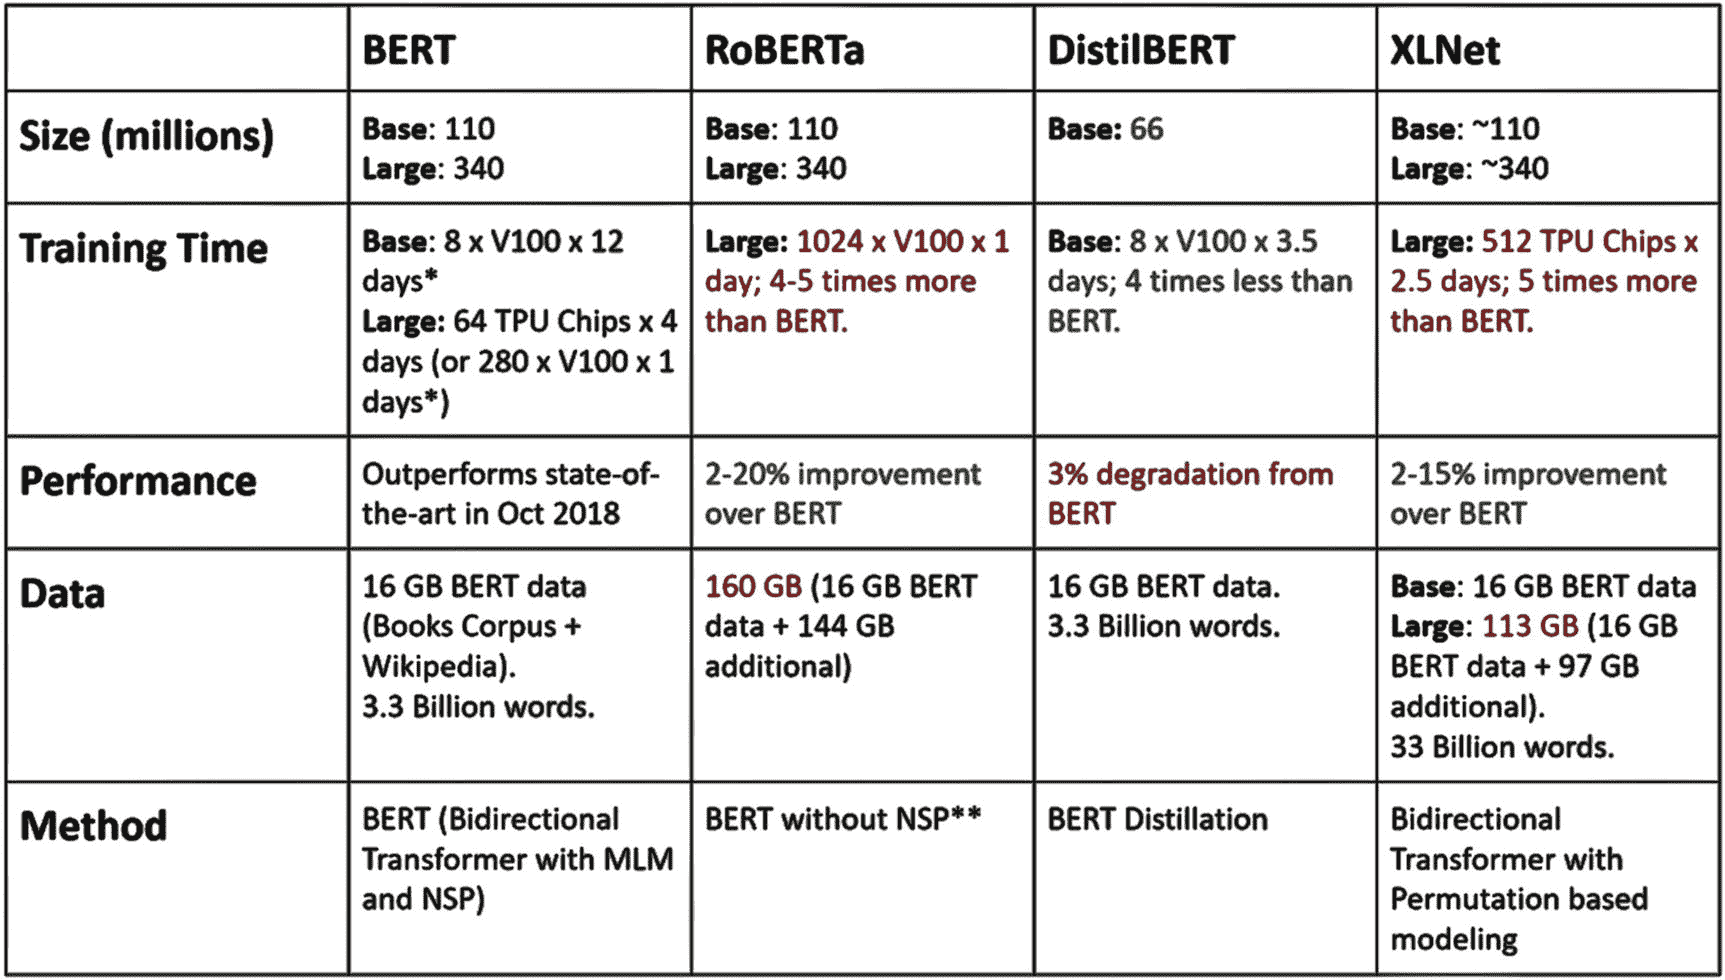 BERT
RoBERTa
DistilBERT
XLNet
Size (millions)
Base: 110
Large: 340
Base: 110
Large: 340
Base: 66
Base: ~110
Large: ~340
Training Time
Base: 8 x V100 x 12
days*
Large: 64 TPU Chips x 4
days (or 280 x V100 x 1
days*)
Large: 1024 x V100 x 1
day; 4-5 times more
than BERT.
Base: 8 x V100 x 3.5
days; 4 times less than
BERT.
Large: 512 TPU Chips x
2.5 days; 5 times more
than BERT.
Performance
Outperforms state-of-
the-art in Oct 2018
2-20% improvement
over BERT
3% degradation from
BERT
2-15% improvement
over BERT
Data
16 GB BERT data
(Books Corpus +
Wikipedia).
3.3 Billion words.
160 GB (16 GB BERT
data + 144 GB
additional)
16 GB BERT data.
3.3 Billion words.
Base: 16 GB BERT data
Large: 113 GB (16 GB
BERT data + 97 GB
additional).
33 Billion words.
Method
BERT (Bidirectional
Transformer with MLM
and NSP)
BERT without NSP**
BERT Distillation
Bidirectional
Transformer with
Permutation based
modeling